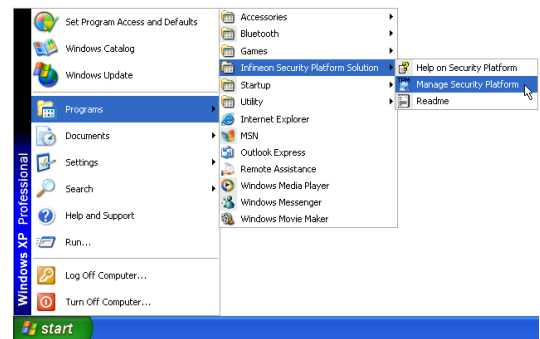 Set Program Access and Defaults
Windows Catalog
Windows Update
Programs
Documents
Settings
Search
Help and Support
Run...
Log Off Computer...
Turn Off Computer...
Windows XP Professional
start
Accessories
Bluetooth
Games
Infineon Security Platform Solution
Startup
Utility
Internet Explorer
MSN
Outlook Express
Remote Assistance
Windows Media Player
Windows Messenger
Windows Movie Maker
Help on Security Platform
Manage Security Platform
Readme